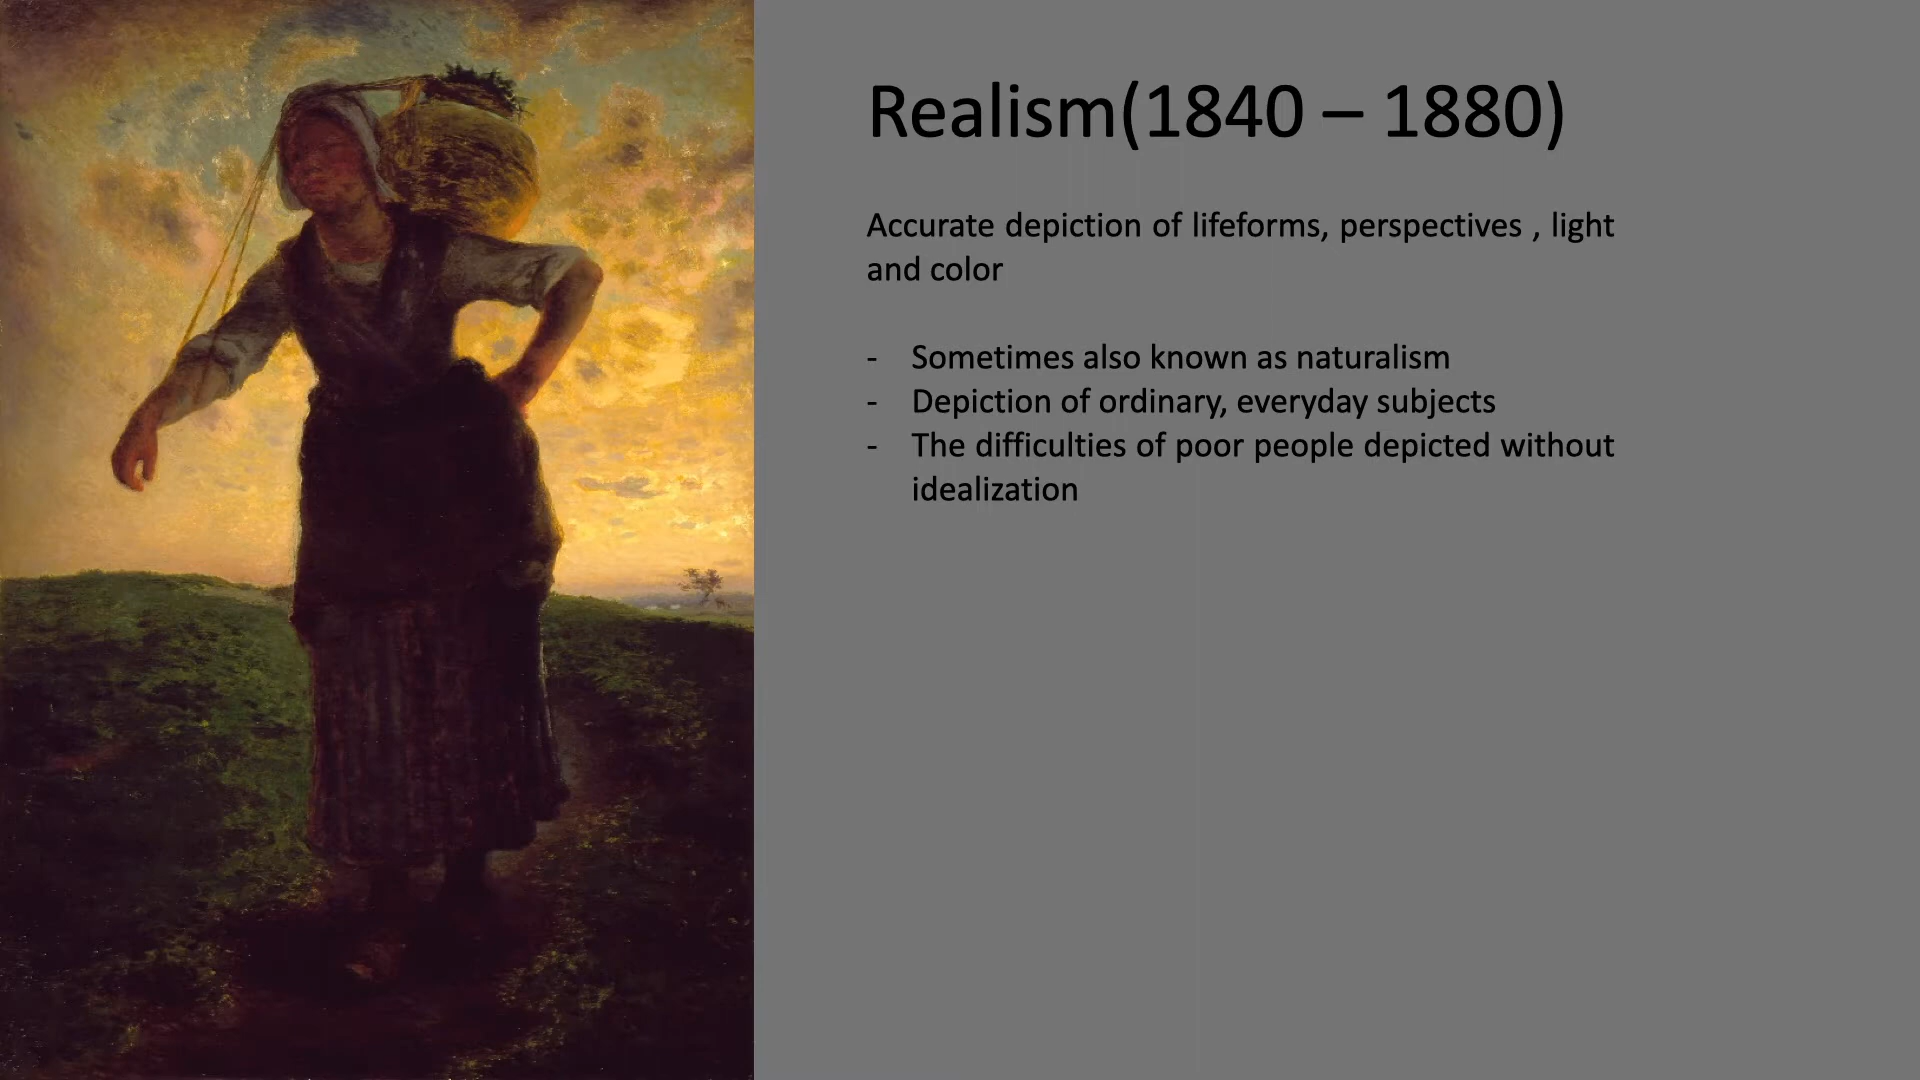 Realism(1840 – 1880)
Accurate depiction of lifeforms, perspectives , light
and color
- Sometimes also known as naturalism
- Depiction of ordinary, everyday subjects
- The difficulties of poor people depicted without
idealization